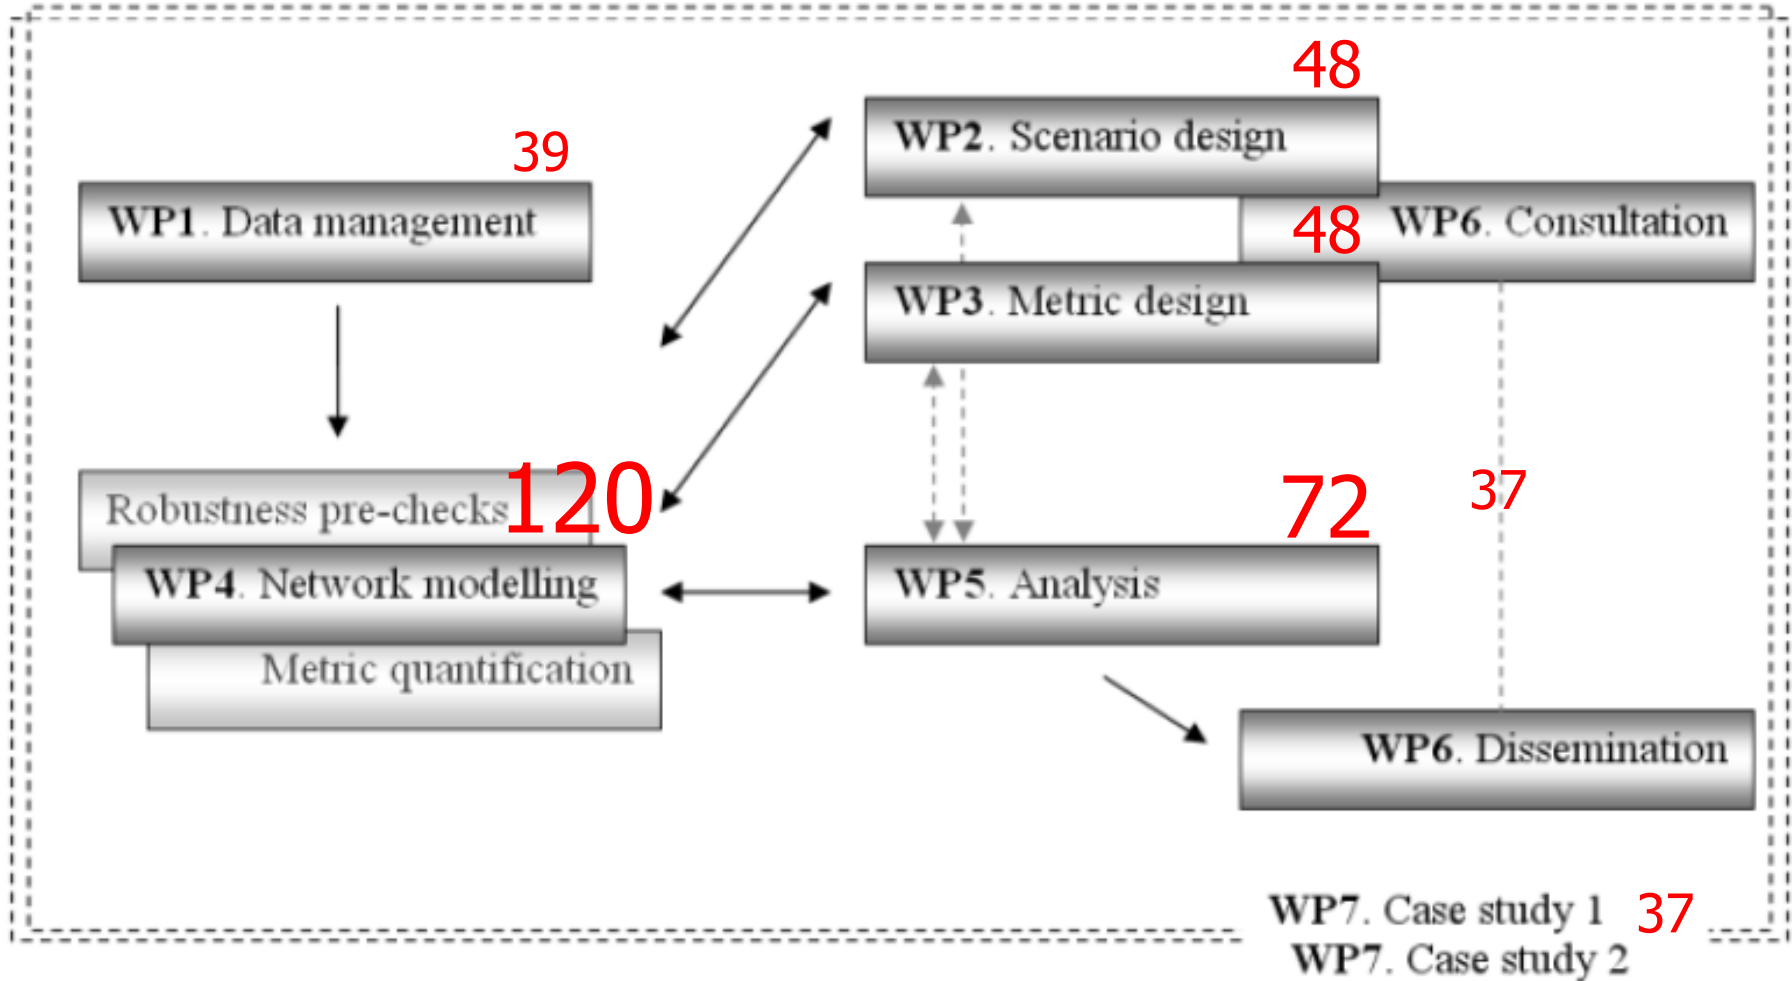 48
WP2. Scenario design
39
WP1. Data management
48
WP6. Consultation
WP3. Metric design
120
Robustness pre-checks
72
37
WP4. Network modelling
WP5. Analysis
Metric quantification
WP6. Dissemination
WP7. Case study 1 37
WP7. Case study 2